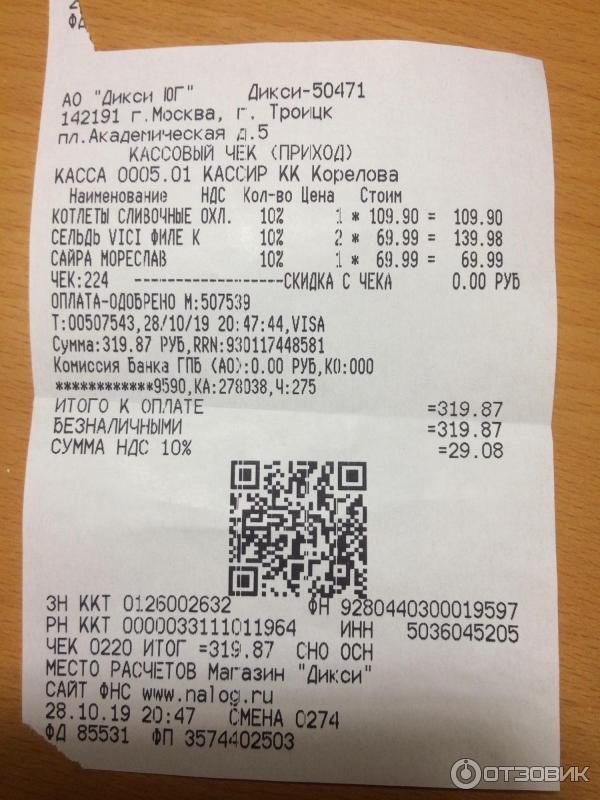 АО "Дикси ЮГ" Дикси-50471
142191 г.Москва, г. Троицк
пл.Академическая д.5
КАССОВЫЙ ЧЕК (ПРИХОД)
КАССА 0005.01 КАССИР КК Корелова
Наименование НДС Кол-во Цена Стоим
КОТЛЕТЫ СЛИВОЧНЫЕ ОХЛ. 10% 1 * 109.90 = 109.90
СЕЛЬДЬ VICI ФИЛЕ К 10% 2 * 69.99 = 139.98
САЙРА МОРЕСЛАВ 10% 1 * 69.99 = 69.99
ЧЕК:224 -------------------СКИДКА С ЧЕКА 0.00 РУБ
ОПЛАТА-ОДОБРЕНО М:507539
Т:00507543,28/10/19 20:47:44,VISA
Сумма:319.87 РУБ,RRN:930117448581
Комиссия Банка ГПБ (АО):0.00 РУБ,КО:000
************9590,КА:278038,Ч:275
ИТОГО К ОПЛАТЕ =319.87
БЕЗНАЛИЧНЫМИ =319.87
СУММА НДС 10% =29.08
ЗН ККТ 0126002632 ФН 9280440300019597
РН ККТ 0000033111011964 ИНН 5036045205
ЧЕК 0220 ИТОГ =319.87 СНО ОСН
МЕСТО РАСЧЕТОВ Магазин "Дикси"
САЙТ ФНС www.nalog.ru
28.10.19 20:47 СМЕНА 0274
ФД 85531 ФП 3574402503
ОТЗОВИК